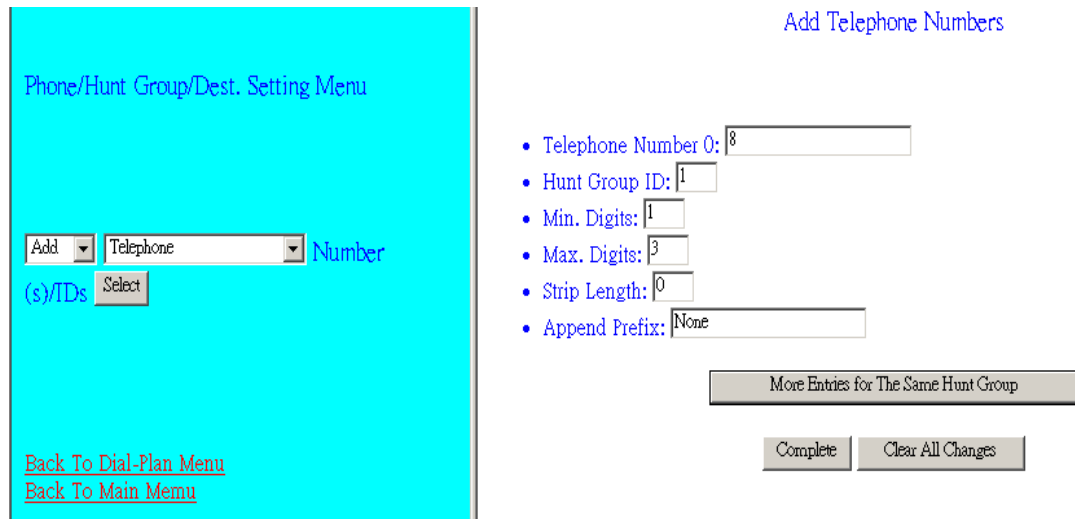 Phone/Hunt Group/Dest. Setting Menu
Add Telephone Number
(s)/IDs Select
Back To Dial-Plan Menu
Back To Main Memu
Add Telephone Numbers
• Telephone Number 0: 8
• Hunt Group ID: 1
• Min. Digits: 1
• Max. Digits: 3
• Strip Length: 0
• Append Prefix: None
More Entries for The Same Hunt Group
Complete Clear All Changes